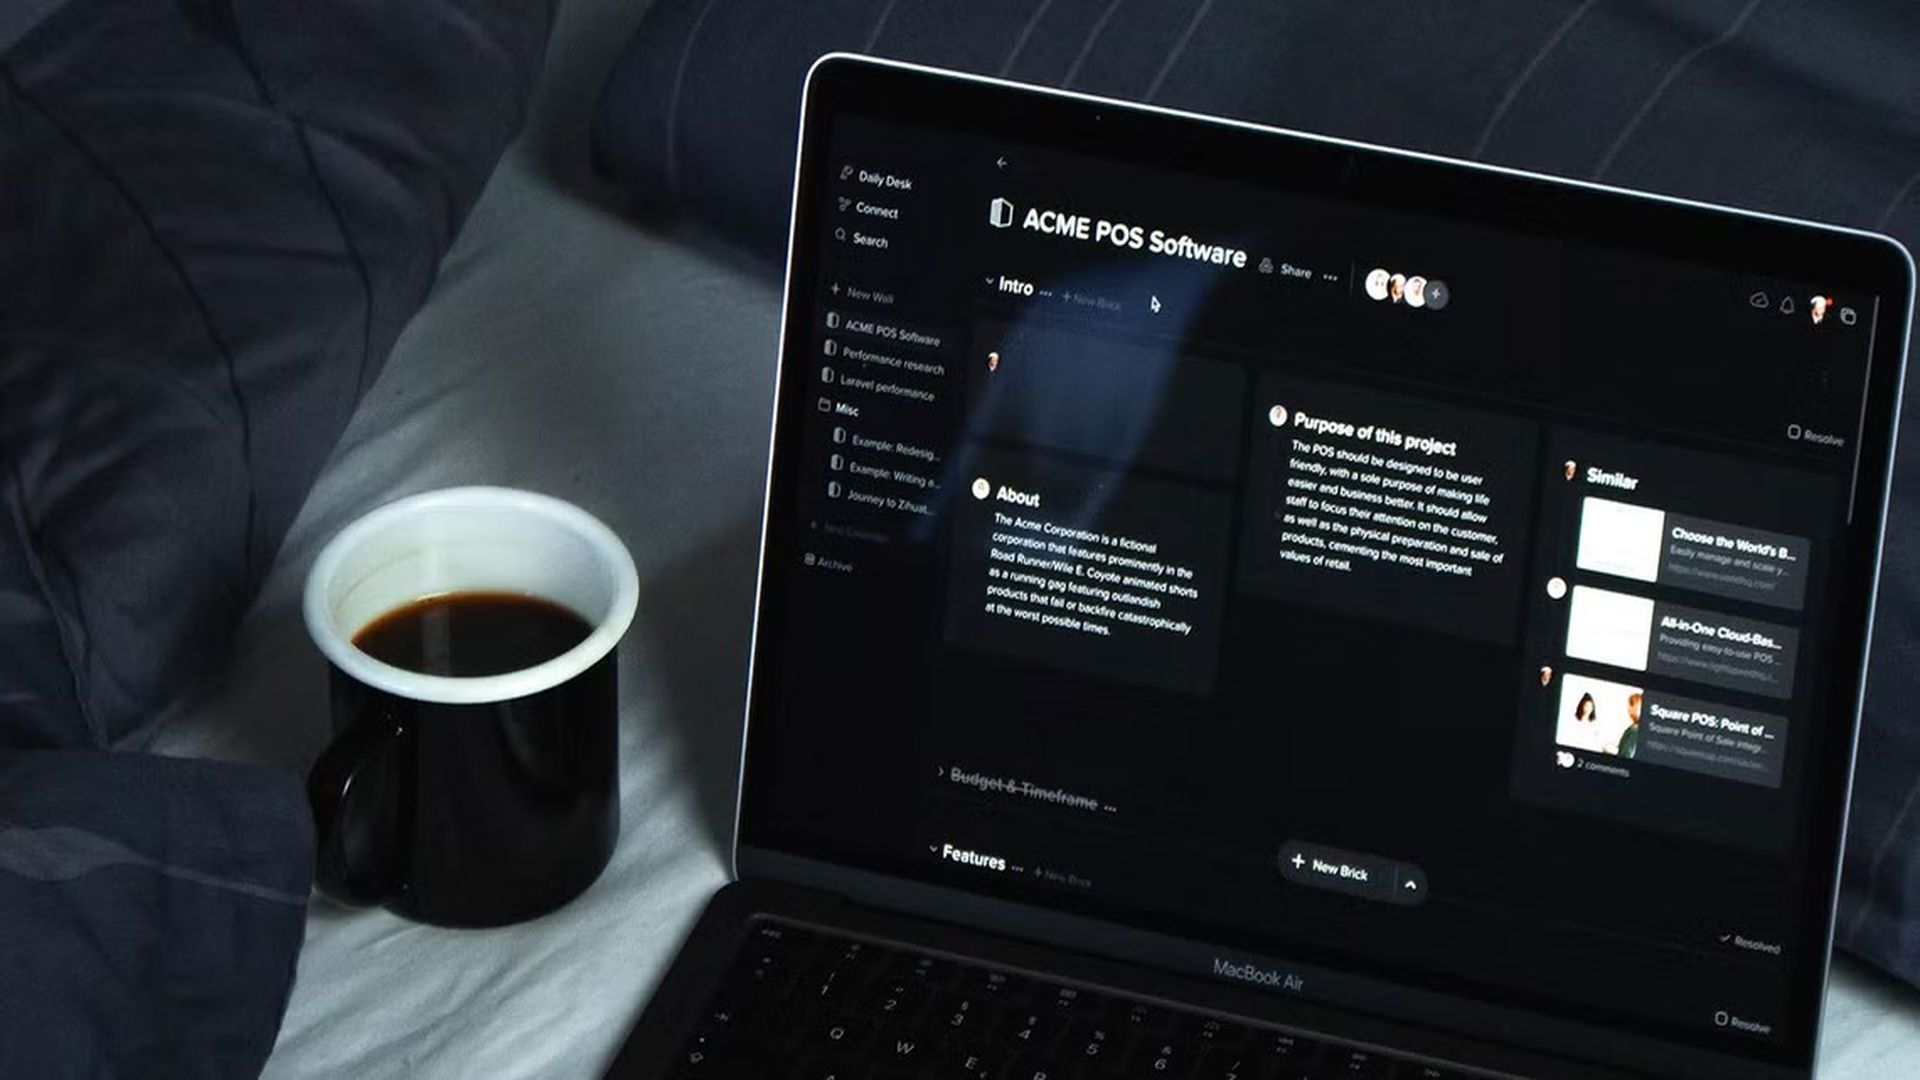 Daily Desk
Connect
Search
New Wall
ACME POS Software
Performance research
Laravel performance
Misc
Example: Redesig...
Example: Writing e...
Journey to Zihuat...
Archive
ACME POS Software
Share
Intro
+ New Brick
About
The Acme Corporation is a fictional
corporation that features prominently in the
Road Runner/Wile E. Coyote animated shorts
as a running gag featuring outlandish
products that fail or backfire catastrophically
at the worst possible times.
Purpose of this project
The POS should be designed to be user
friendly, with a sole purpose of making life
easier and business better. It should allow
staff to focus their attention on the customer,
as well as the physical preparation and sale of
products, cementing the most important
values of retail.
Resolve
Similar
Choose the World's B...
Easily manage and scale y...
All-in-One Cloud-Bas...
Providing easy-to-use POS ...
Square POS: Point of ...
Square Point of Sale integr...
2 comments
Budget & Timeframe ...
Features ...
+ New Brick
+ New Brick
Resolved
Resolve
MacBook Air
esc
1 2 3 4 5 6 7
Q W E R